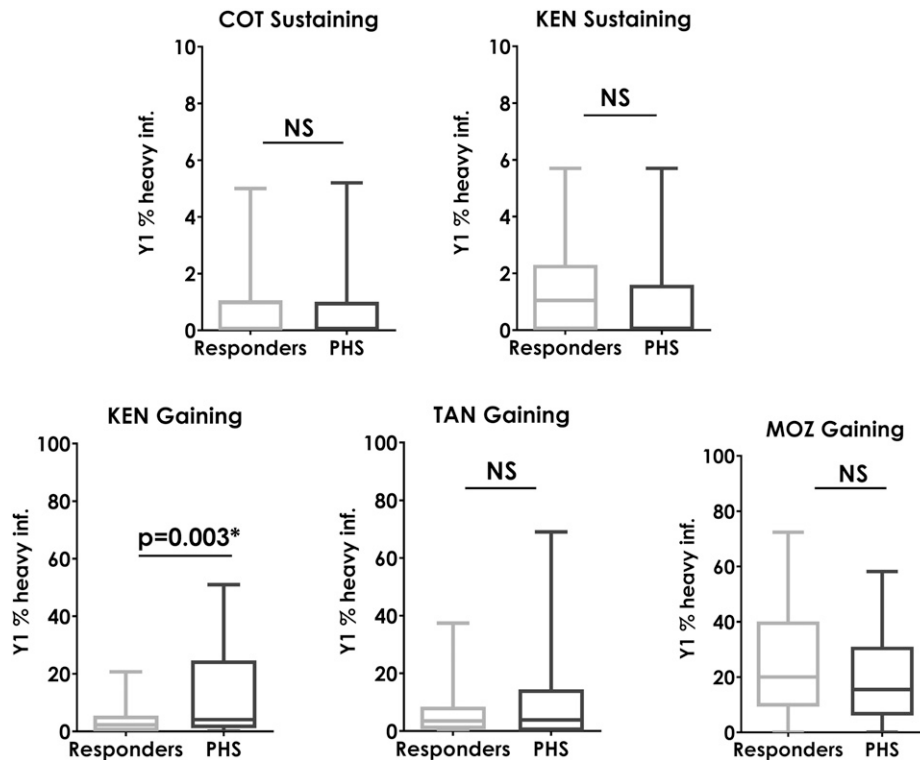 COT Sustaining
Y1 % heavy inf.
10
8
6
4
2
0
NS
Responders PHS
KEN Sustaining
Y1 % heavy inf.
10
8
6
4
2
0
NS
Responders PHS
KEN Gaining
Y1 % heavy inf.
100
80
60
40
20
0
p=0.003*
Responders PHS
TAN Gaining
Y1 % heavy inf.
100
80
60
40
20
0
NS
Responders PHS
MOZ Gaining
Y1 % heavy inf.
100
80
60
40
20
0
NS
Responders PHS